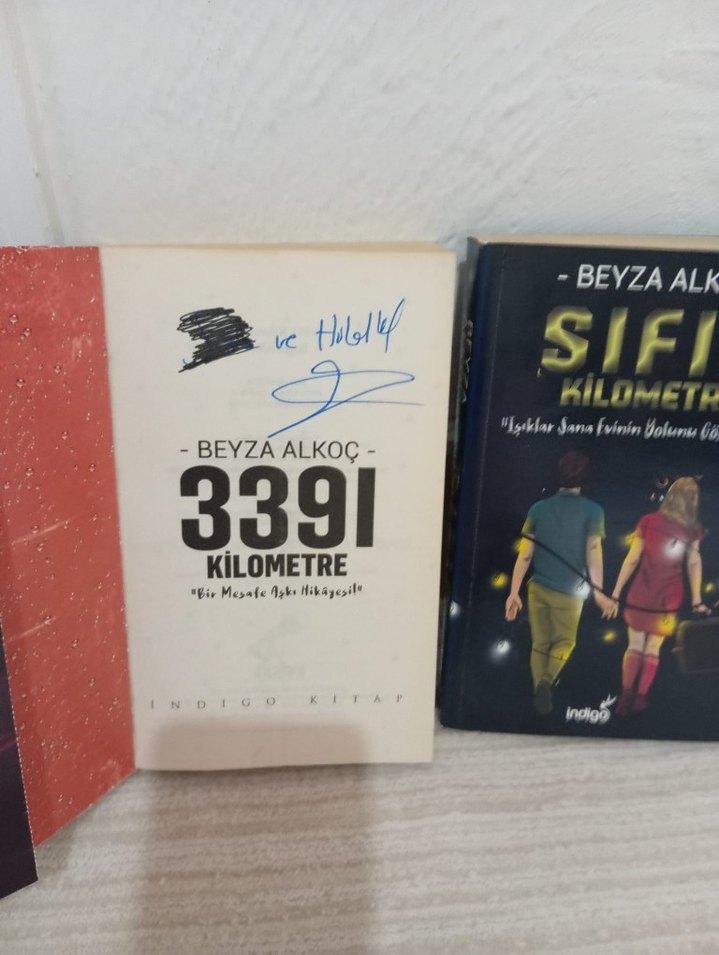 ve
- BEYZA ALKOÇ -
3391
KİLOMETRE
"Bir Mesafe Aşkı Hikâyesi!"
İNDİGO KİTAP
- BEYZA ALK
SIFI
KİLOMETR
"Işıklar Sana Evinin Yolunu Gö
indigo